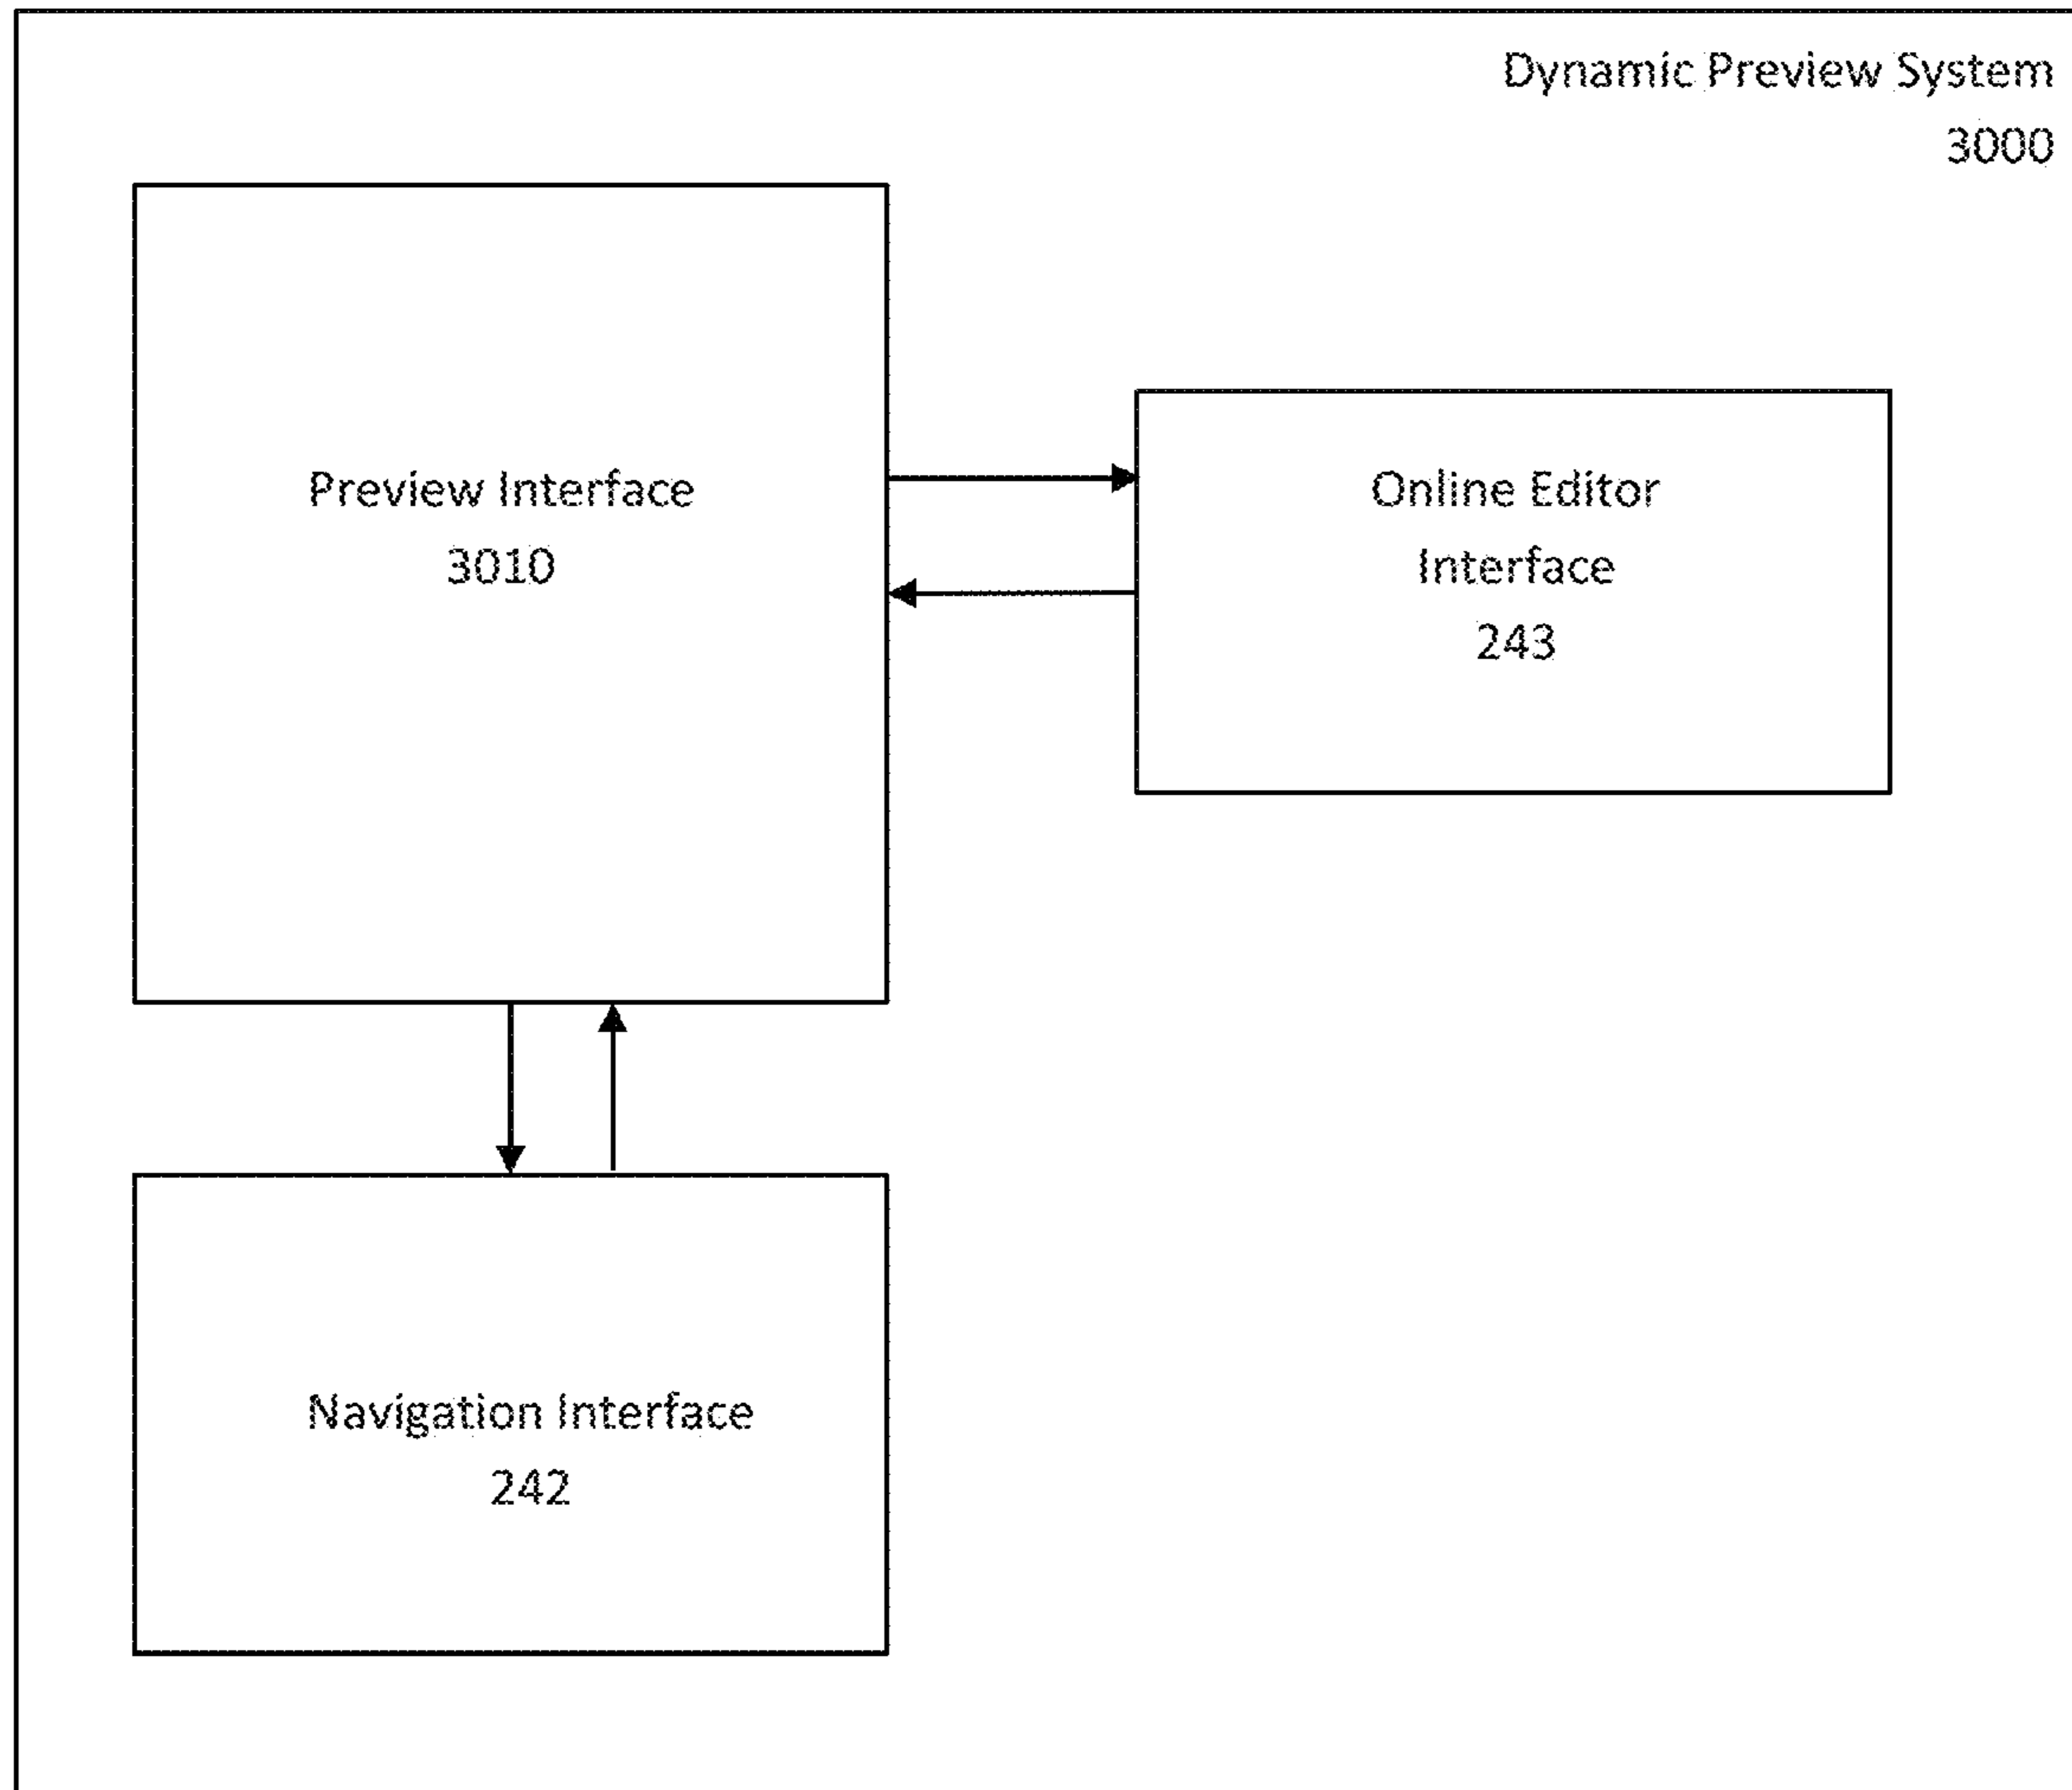 Dynamic Preview System
3000
Preview Interface
3010
Online Editor
Interface
243
Navigation Interface
242